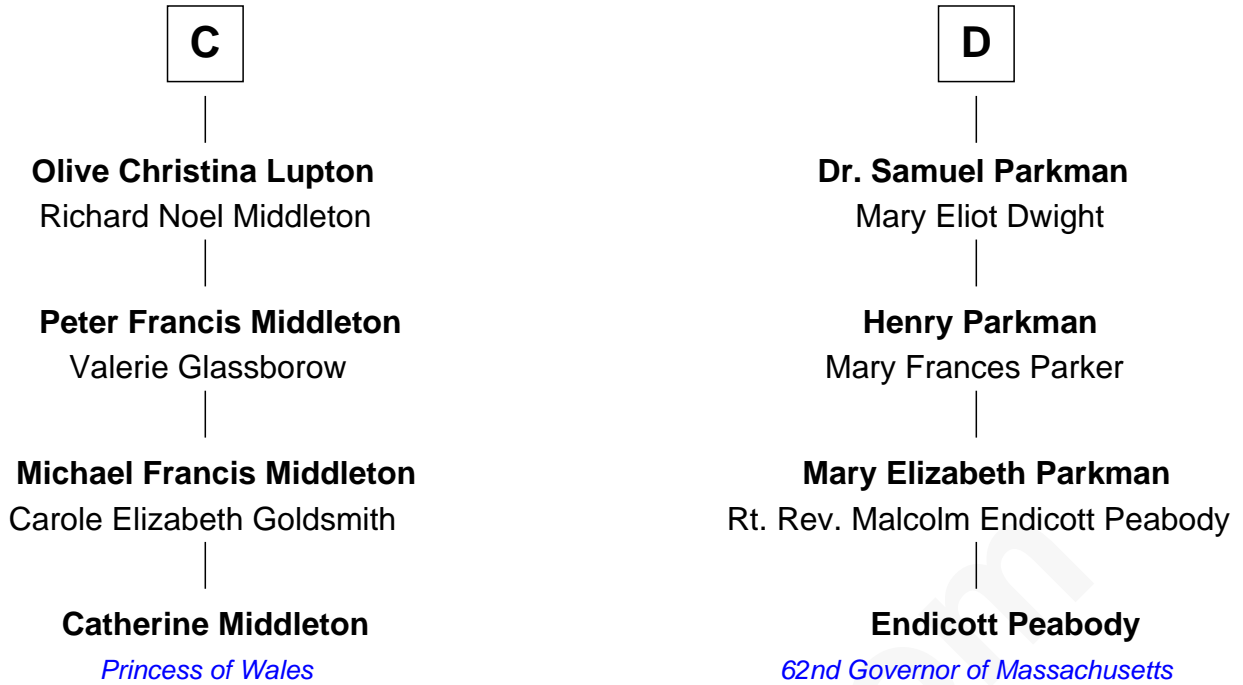 C
Olive Christina Lupton
Richard Noel Middleton
Peter Francis Middleton
Valerie Glassborow
Michael Francis Middleton
Carole Elizabeth Goldsmith
Catherine Middleton
Princess of Wales
D
Dr. Samuel Parkman
Mary Eliot Dwight
Henry Parkman
Mary Frances Parker
Mary Elizabeth Parkman
Rt. Rev. Malcolm Endicott Peabody
Endicott Peabody
62nd Governor of Massachusetts